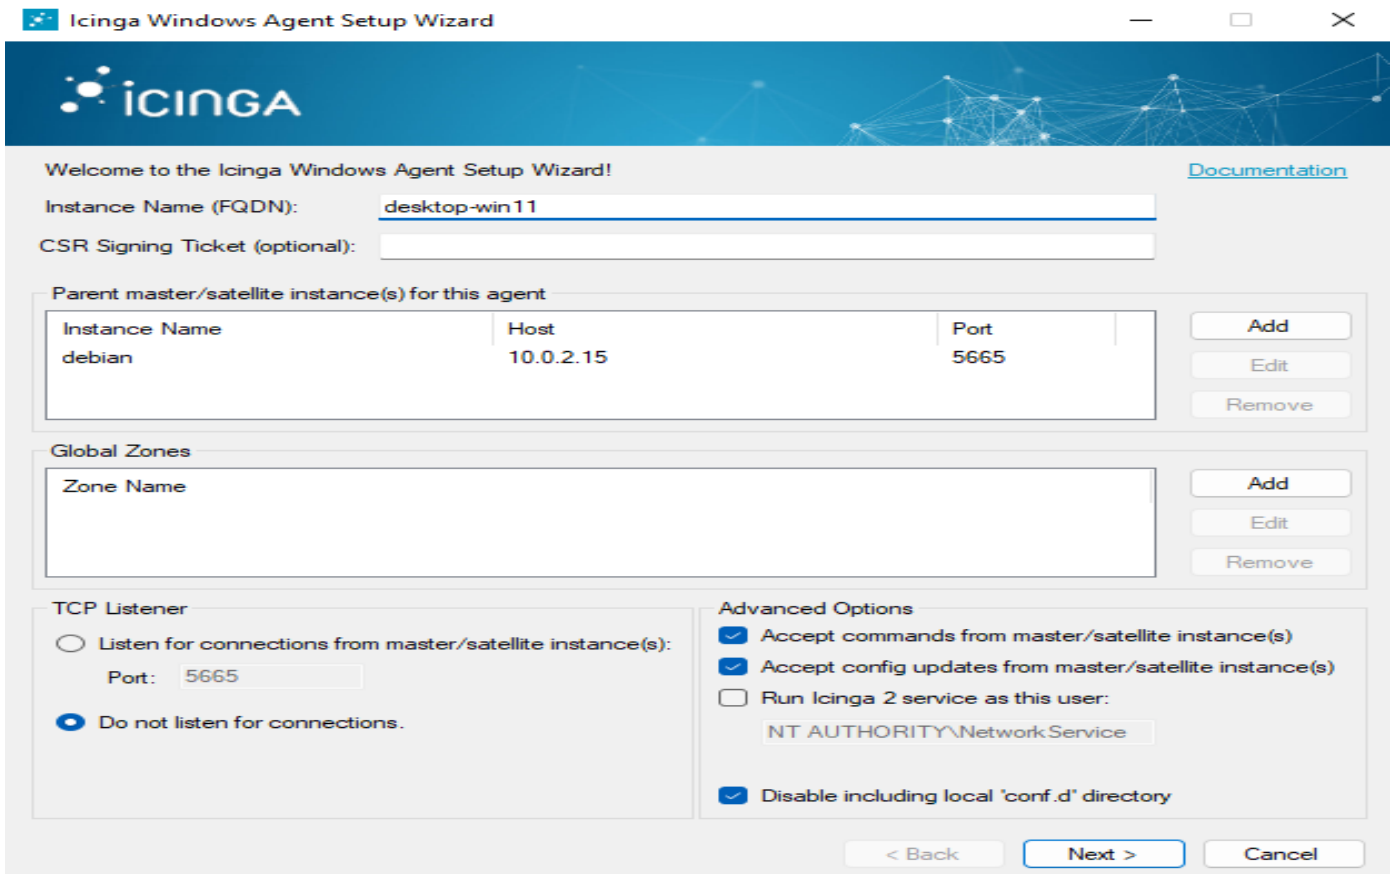 Icinga Windows Agent Setup Wizard
ICINGA
Welcome to the Icinga Windows Agent Setup Wizard!
Documentation
Instance Name (FQDN):
desktop-win11
CSR Signing Ticket (optional):
Parent master/satellite instance(s) for this agent
Instance Name Host Port
debian 10.0.2.15 5665
Add
Edit
Remove
Global Zones
Zone Name
Add
Edit
Remove
TCP Listener
Listen for connections from master/satellite instance(s):
Port: 5665
Do not listen for connections.
Advanced Options
Accept commands from master/satellite instance(s)
Accept config updates from master/satellite instance(s)
Run Icinga 2 service as this user:
NT AUTHORITY\NetworkService
Disable including local 'conf.d' directory
< Back
Next >
Cancel